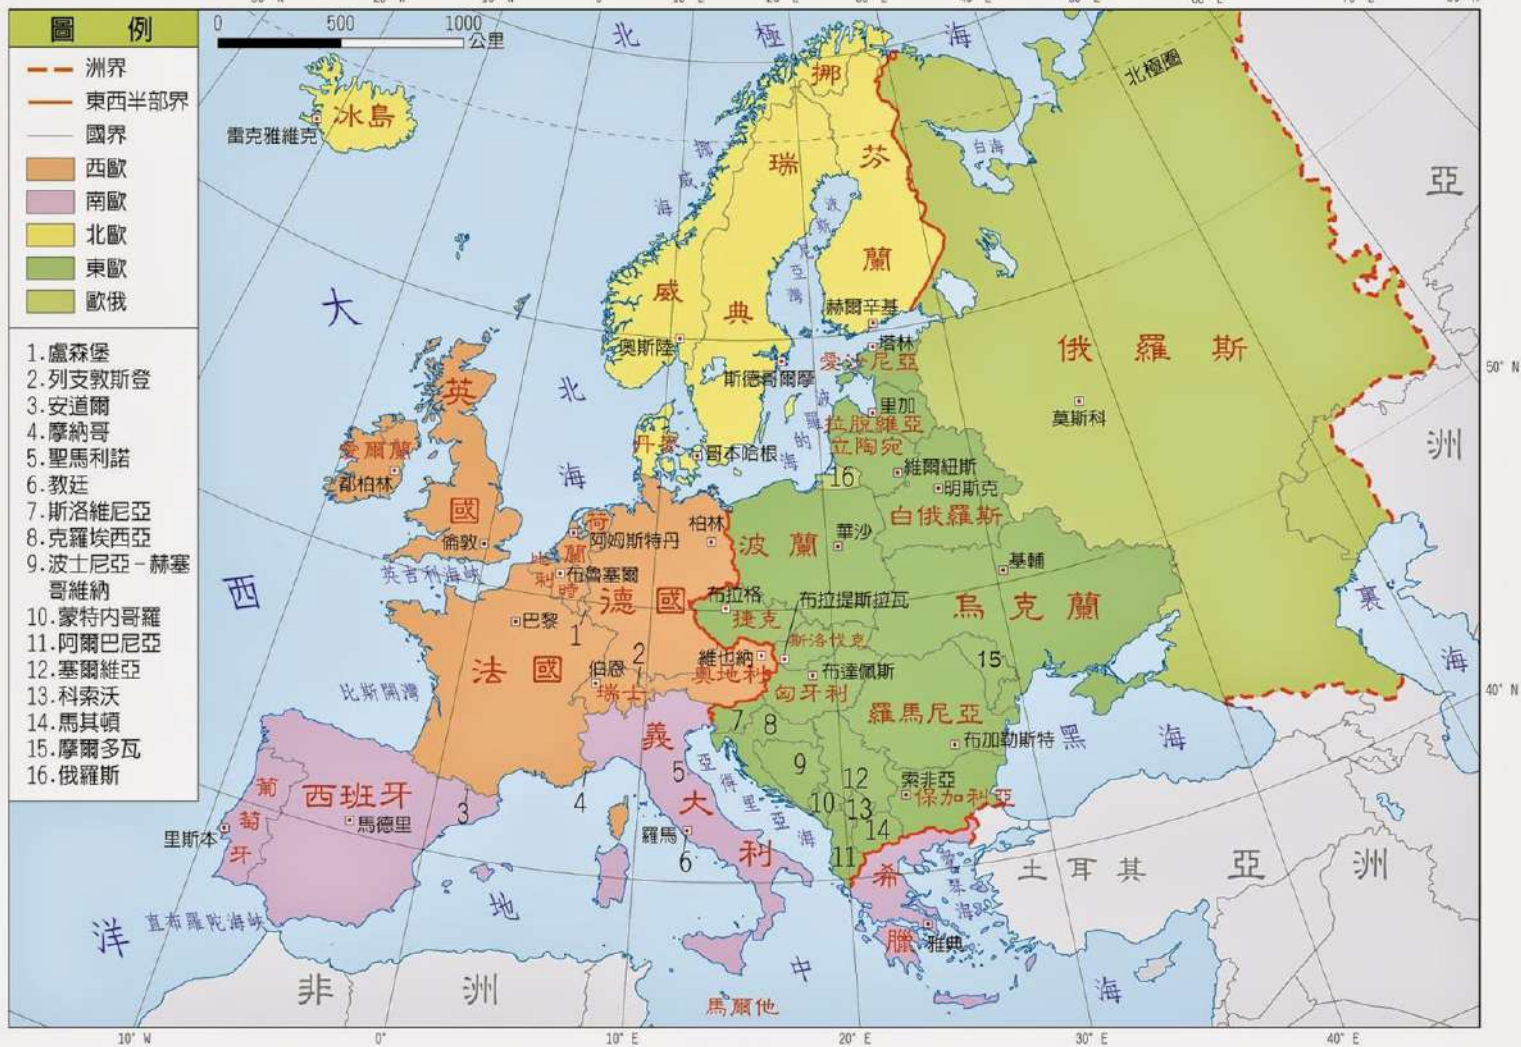 圖 例
洲界
東西半部界
國界
西歐
南歐
北歐
東歐
歐俄
1.盧森堡
2.列支敦斯登
3.安道爾
4.摩納哥
5.聖馬利諾
6.教廷
7.斯洛維尼亞
8.克羅埃西亞
9.波士尼亞-赫塞
哥維納
10.蒙特內哥羅
11.阿爾巴尼亞
12.塞爾維亞
13.科索沃
14.馬其頓
15.摩爾多瓦
16.俄羅斯
0 500 1000
公里
北極海
北極圈
冰島
雷克雅維克
挪威
瑞典
芬蘭
挪威海
白海
波斯尼亞灣
亞洲
大西洋
北海
奧斯陸
赫爾辛基
斯德哥爾摩
塔林
愛沙尼亞
里加
拉脫維亞
立陶宛
維爾紐斯
16
明斯克
白俄羅斯
俄羅斯
莫斯科
波羅的海
丹麥
哥本哈根
英國
愛爾蘭
都柏林
倫敦
英吉利海峽
荷蘭
阿姆斯特丹
比利時
布魯塞爾
柏林
德國
波蘭
華沙
基輔
烏克蘭
布拉格
捷克
布拉提斯拉瓦
斯洛伐克
巴黎
法國
1
2
伯恩
瑞士
維也納
奧地利
布達佩斯
匈牙利
15
羅馬尼亞
布加勒斯特
裏海
黑海
比斯開灣
葡萄牙
里斯本
西班牙
馬德里
3
4
義大利
5
羅馬
6
亞得里亞海
7
8
9
10
11
12
13
14
索非亞
保加利亞
希臘
雅典
愛琴海
土耳其
亞洲
直布羅陀海峽
地中海
非洲
馬爾他
50° N
40° N
10° W
0°
10° E
20° E
30° E
40° E